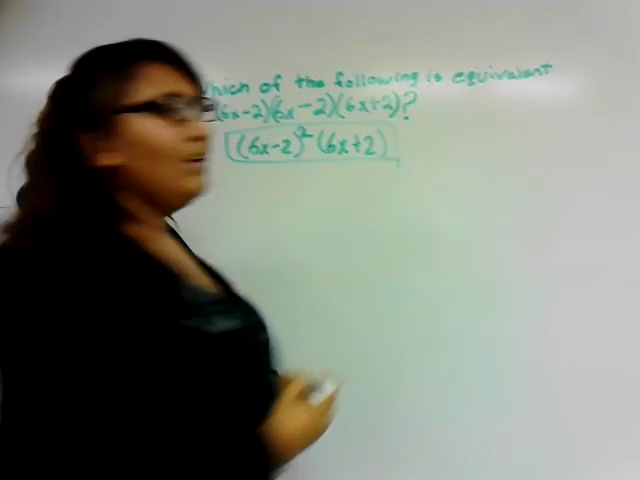 hich of the following is equivalent
(6x-2)(6x-2)(6x+2)?
(6x-2)² (6x+2)